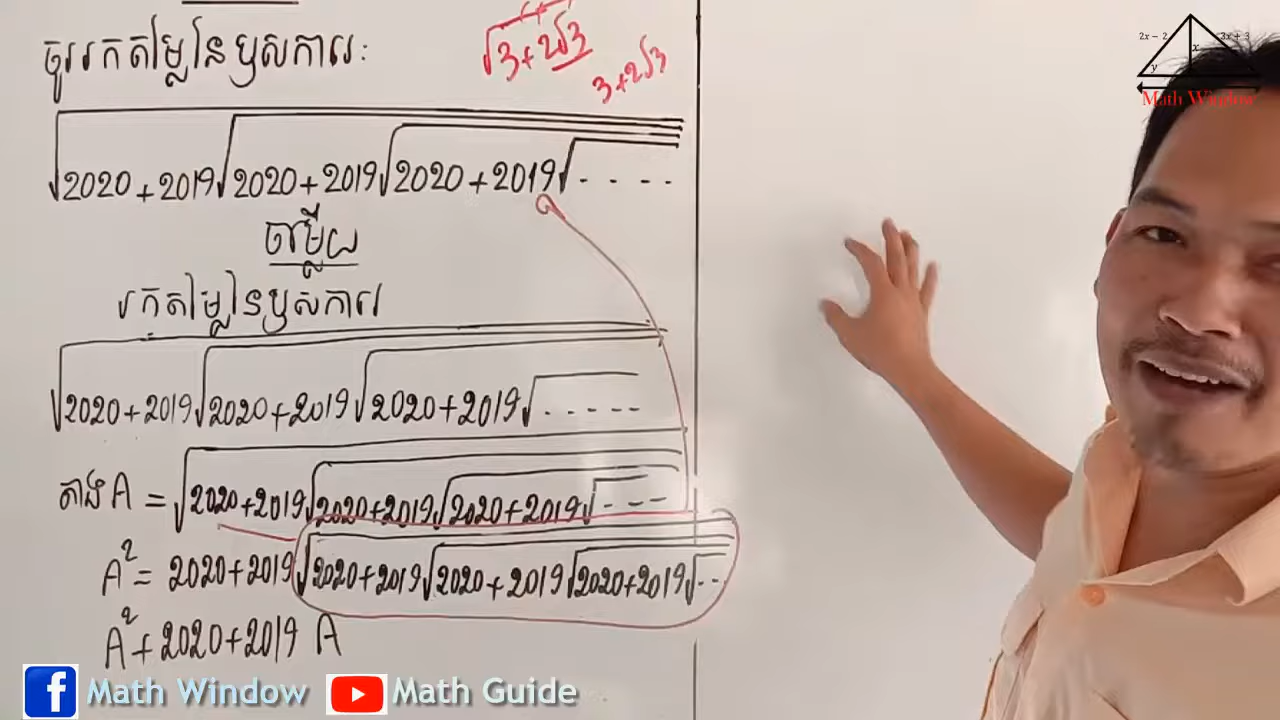 ចូររកតម្លៃនៃឫសការេ:
√3+2√3
3+2√3
√2020+2019√2020+2019√2020+2019√....
ចម្លើយ
រកតម្លៃនៃឫសការេ
√2020+2019√2020+2019√2020+2019√.....
តាង A = √2020+2019√2020+2019√2020+2019√...
A² = 2020+2019√2020+2019√2020+2019√2020+2019√...
A² + 2020+2019 A
2x − 2
x
3x + 3
y
Math Window
Math Window
Math Guide